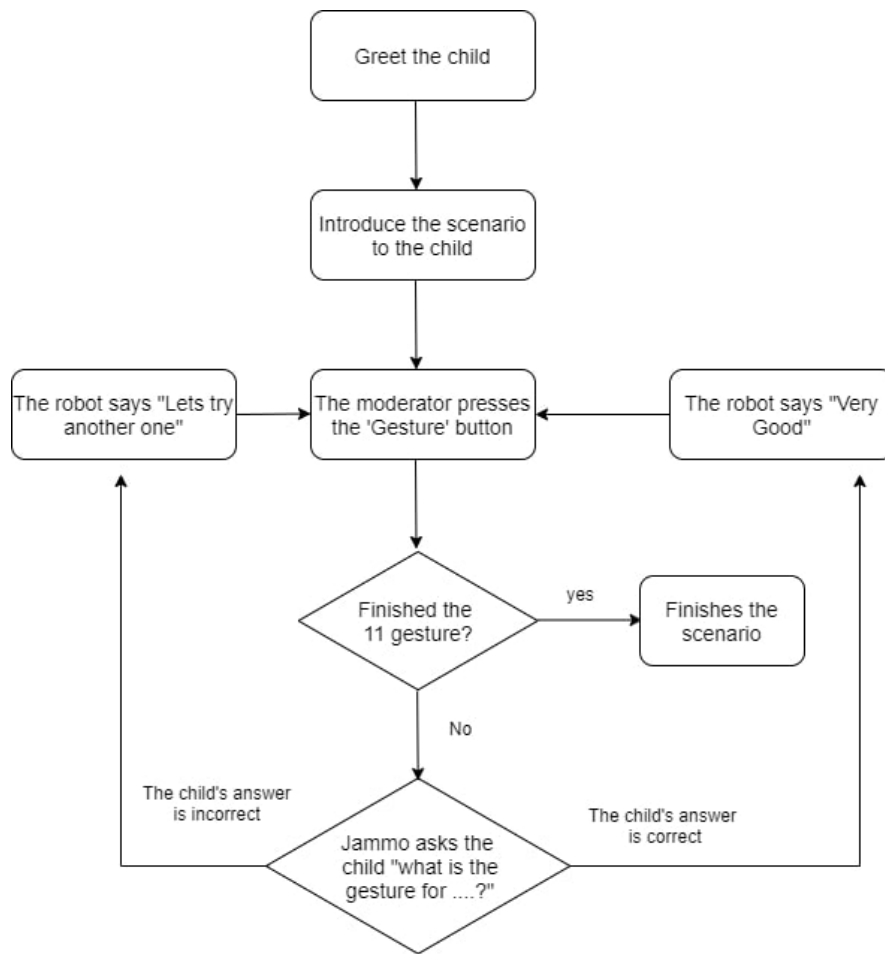 Greet the child
Introduce the scenario
to the child
The robot says "Lets try
another one"
The moderator presses
the 'Gesture' button
The robot says "Very
Good"
Finished the
11 gesture?
yes
Finishes the
scenario
No
The child's answer
is incorrect
The child's answer
is correct
Jammo asks the
child "what is the
gesture for ....?"